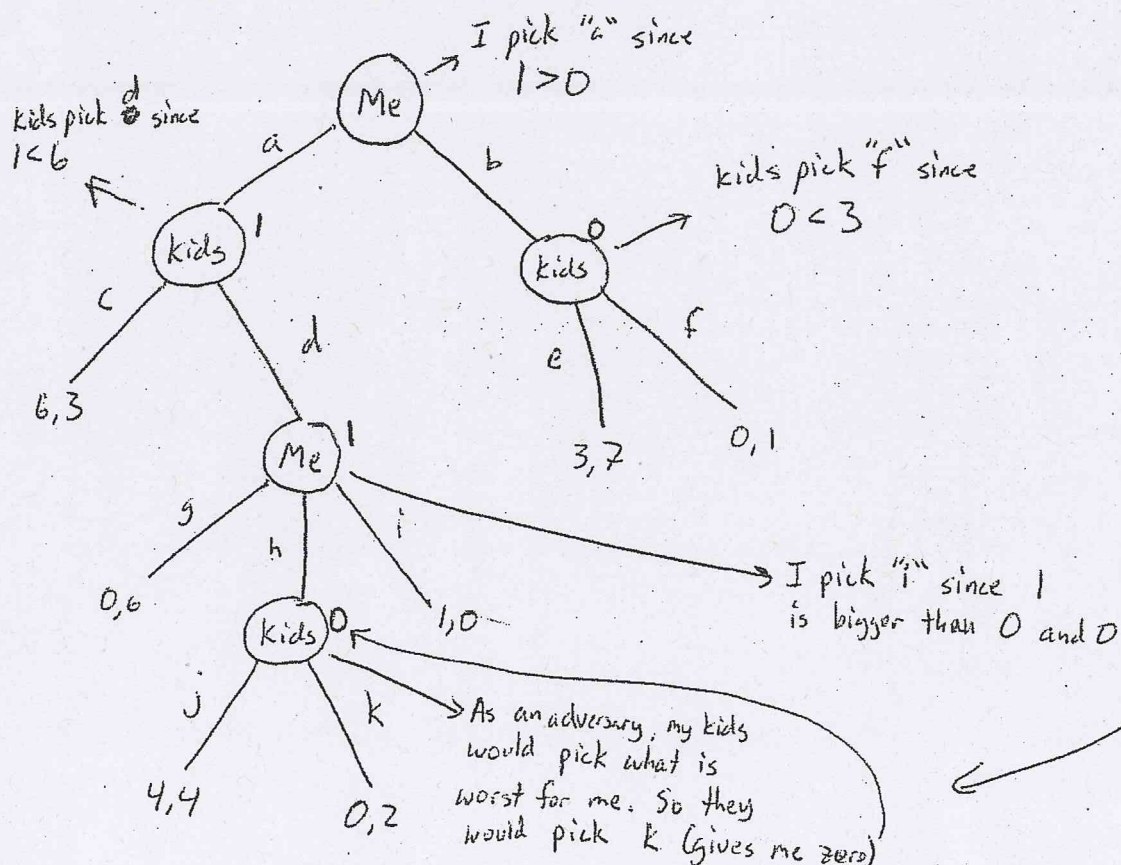 I pick "a" since
1 > 0
Me
kids pick d since
1 < 6
a
b
kids pick "f" since
0 < 3
kids 1
kids 0
c
d
e
f
6,3
3,7
0,1
Me 1
g
h
i
I pick "i" since 1
is bigger than 0 and 0
0,6
1,0
kids 0
j
k
As an adversary, my kids
would pick what is
worst for me. So they
would pick k (gives me zero)
4,4
0,2